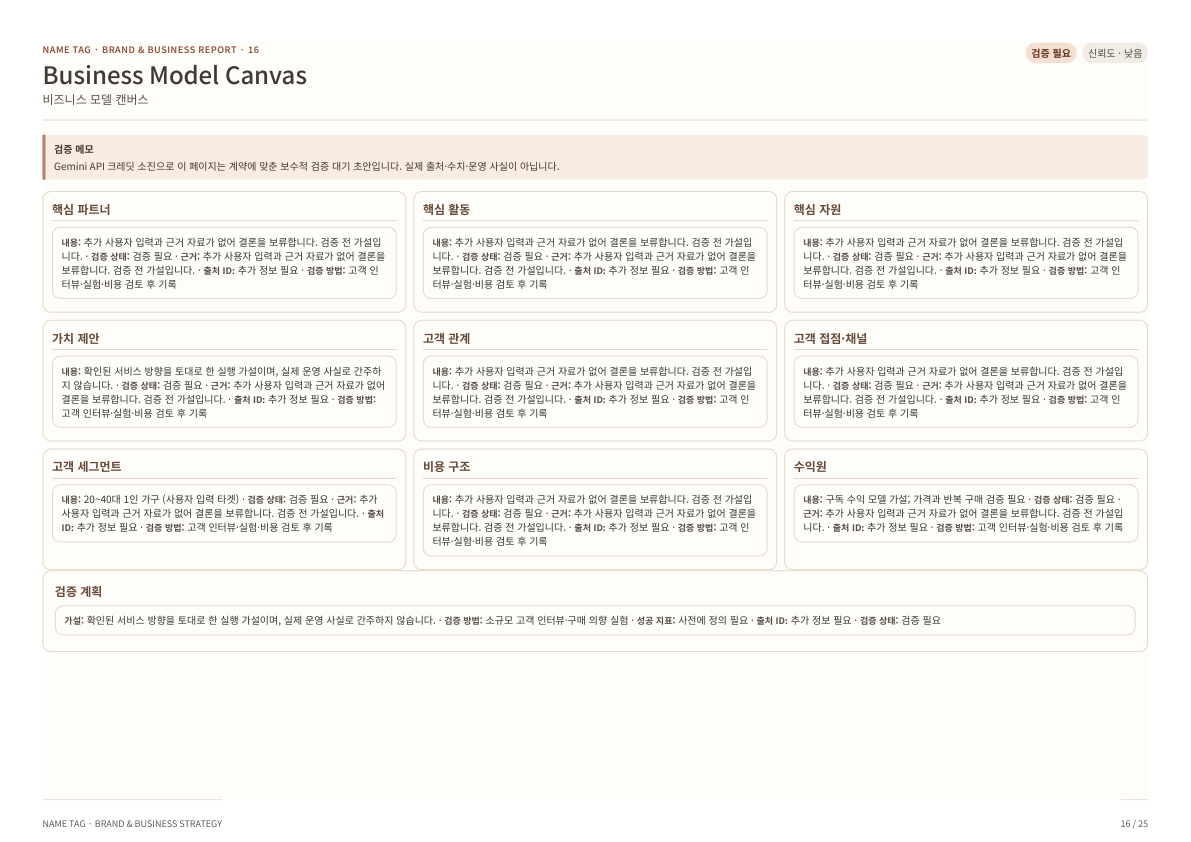 NAME TAG · BRAND & BUSINESS REPORT · 16
검증 필요
신뢰도 · 낮음
Business Model Canvas
비즈니스 모델 캔버스
검증 메모
Gemini API 크레딧 소진으로 이 페이지는 계약에 맞춘 보수적 검증 대기 초안입니다. 실제 출처·수치·운영 사실이 아닙니다.
핵심 파트너
내용: 추가 사용자 입력과 근거 자료가 없어 결론을 보류합니다. 검증 전 가설입
니다. · 검증 상태: 검증 필요 · 근거: 추가 사용자 입력과 근거 자료가 없어 결론을
보류합니다. 검증 전 가설입니다. · 출처 ID: 추가 정보 필요 · 검증 방법: 고객 인
터뷰·실험·비용 검토 후 기록
핵심 활동
내용: 추가 사용자 입력과 근거 자료가 없어 결론을 보류합니다. 검증 전 가설입
니다. · 검증 상태: 검증 필요 · 근거: 추가 사용자 입력과 근거 자료가 없어 결론을
보류합니다. 검증 전 가설입니다. · 출처 ID: 추가 정보 필요 · 검증 방법: 고객 인
터뷰·실험·비용 검토 후 기록
핵심 자원
내용: 추가 사용자 입력과 근거 자료가 없어 결론을 보류합니다. 검증 전 가설입
니다. · 검증 상태: 검증 필요 · 근거: 추가 사용자 입력과 근거 자료가 없어 결론을
보류합니다. 검증 전 가설입니다. · 출처 ID: 추가 정보 필요 · 검증 방법: 고객 인
터뷰·실험·비용 검토 후 기록
가치 제안
내용: 확인된 서비스 방향을 토대로 한 실행 가설이며, 실제 운영 사실로 간주하
지 않습니다. · 검증 상태: 검증 필요 · 근거: 추가 사용자 입력과 근거 자료가 없어
결론을 보류합니다. 검증 전 가설입니다. · 출처 ID: 추가 정보 필요 · 검증 방법:
고객 인터뷰·실험·비용 검토 후 기록
고객 관계
내용: 추가 사용자 입력과 근거 자료가 없어 결론을 보류합니다. 검증 전 가설입
니다. · 검증 상태: 검증 필요 · 근거: 추가 사용자 입력과 근거 자료가 없어 결론을
보류합니다. 검증 전 가설입니다. · 출처 ID: 추가 정보 필요 · 검증 방법: 고객 인
터뷰·실험·비용 검토 후 기록
고객 접점·채널
내용: 추가 사용자 입력과 근거 자료가 없어 결론을 보류합니다. 검증 전 가설입
니다. · 검증 상태: 검증 필요 · 근거: 추가 사용자 입력과 근거 자료가 없어 결론을
보류합니다. 검증 전 가설입니다. · 출처 ID: 추가 정보 필요 · 검증 방법: 고객 인
터뷰·실험·비용 검토 후 기록
고객 세그먼트
내용: 20~40대 1인 가구 (사용자 입력 타겟) · 검증 상태: 검증 필요 · 근거: 추가
사용자 입력과 근거 자료가 없어 결론을 보류합니다. 검증 전 가설입니다. · 출처
ID: 추가 정보 필요 · 검증 방법: 고객 인터뷰·실험·비용 검토 후 기록
비용 구조
내용: 추가 사용자 입력과 근거 자료가 없어 결론을 보류합니다. 검증 전 가설입
니다. · 검증 상태: 검증 필요 · 근거: 추가 사용자 입력과 근거 자료가 없어 결론을
보류합니다. 검증 전 가설입니다. · 출처 ID: 추가 정보 필요 · 검증 방법: 고객 인
터뷰·실험·비용 검토 후 기록
수익원
내용: 구독 수익 모델 가설; 가격과 반복 구매 검증 필요 · 검증 상태: 검증 필요 ·
근거: 추가 사용자 입력과 근거 자료가 없어 결론을 보류합니다. 검증 전 가설입
니다. · 출처 ID: 추가 정보 필요 · 검증 방법: 고객 인터뷰·실험·비용 검토 후 기록
검증 계획
가설: 확인된 서비스 방향을 토대로 한 실행 가설이며, 실제 운영 사실로 간주하지 않습니다. · 검증 방법: 소규모 고객 인터뷰·구매 의향 실험 · 성공 지표: 사전에 정의 필요 · 출처 ID: 추가 정보 필요 · 검증 상태: 검증 필요
NAME TAG · BRAND & BUSINESS STRATEGY
16 / 25